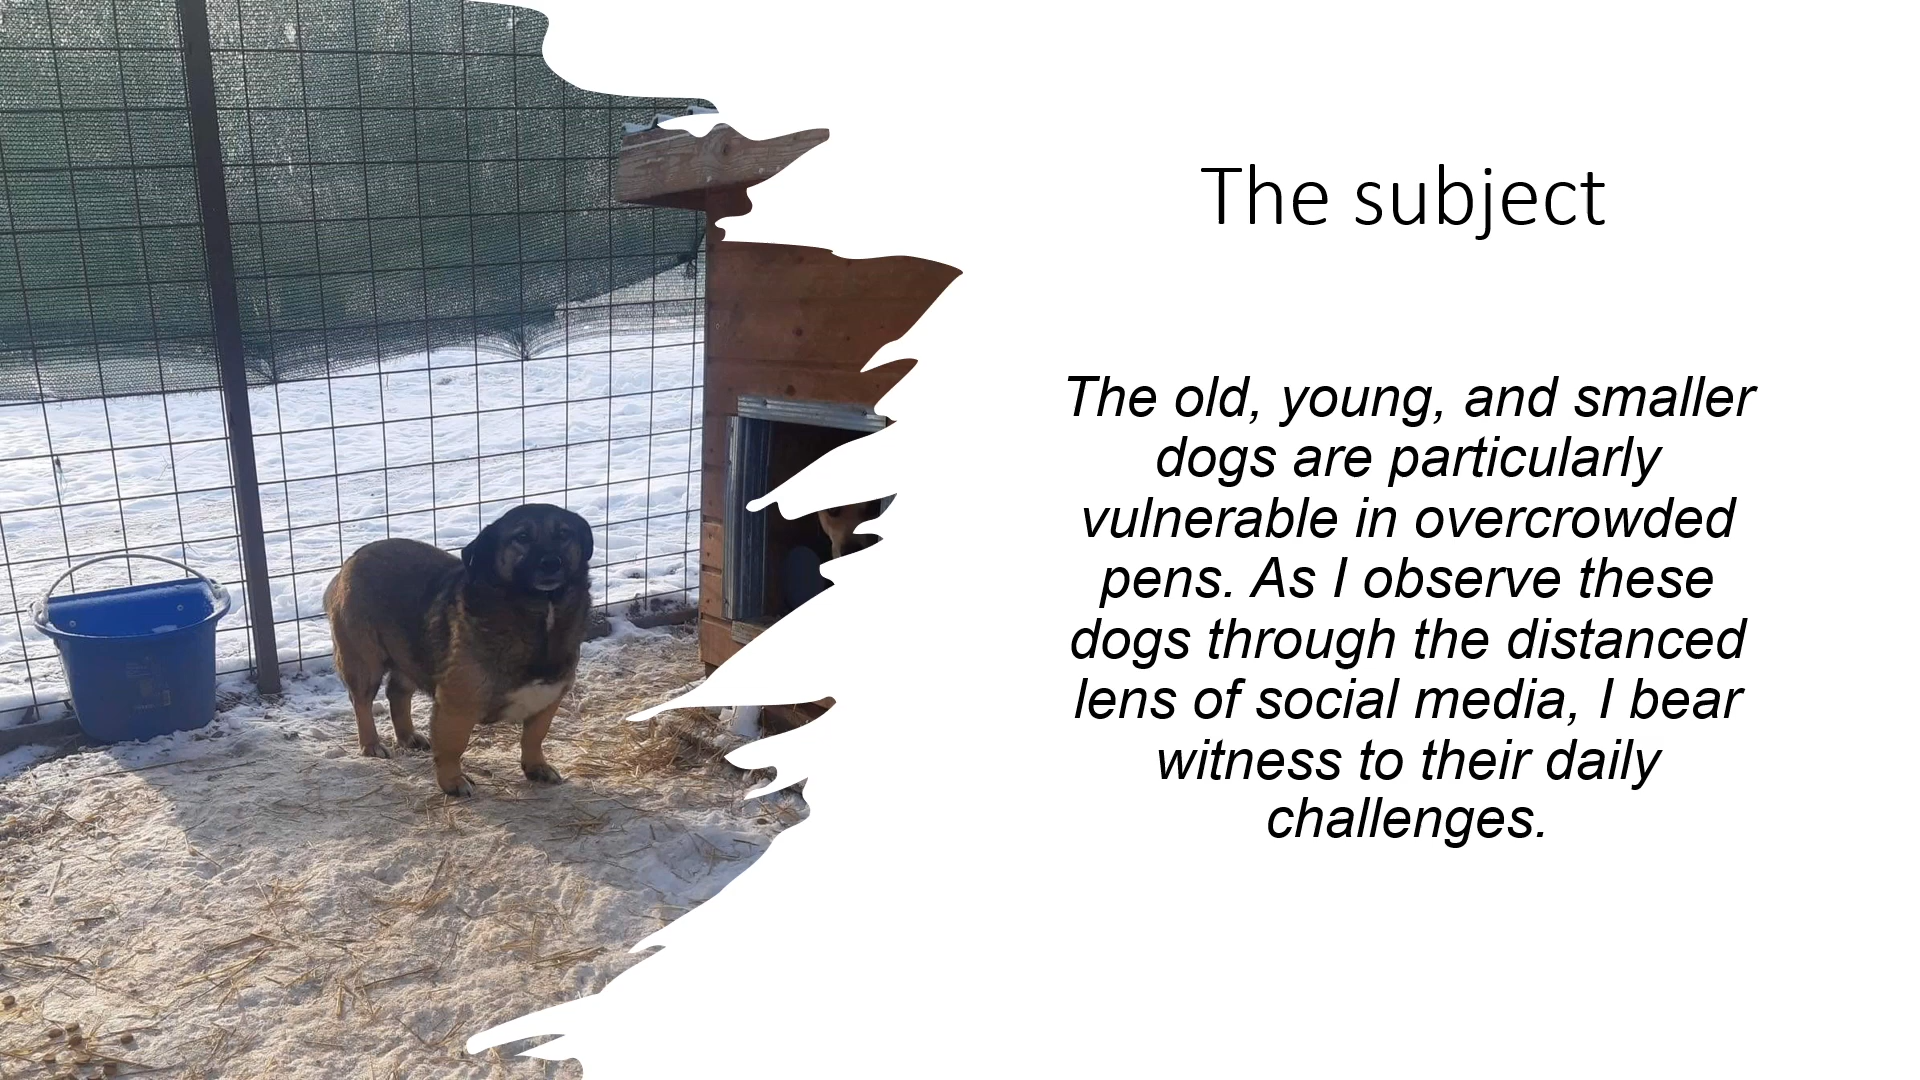 The subject
The old, young, and smaller
dogs are particularly
vulnerable in overcrowded
pens. As I observe these
dogs through the distanced
lens of social media, I bear
witness to their daily
challenges.